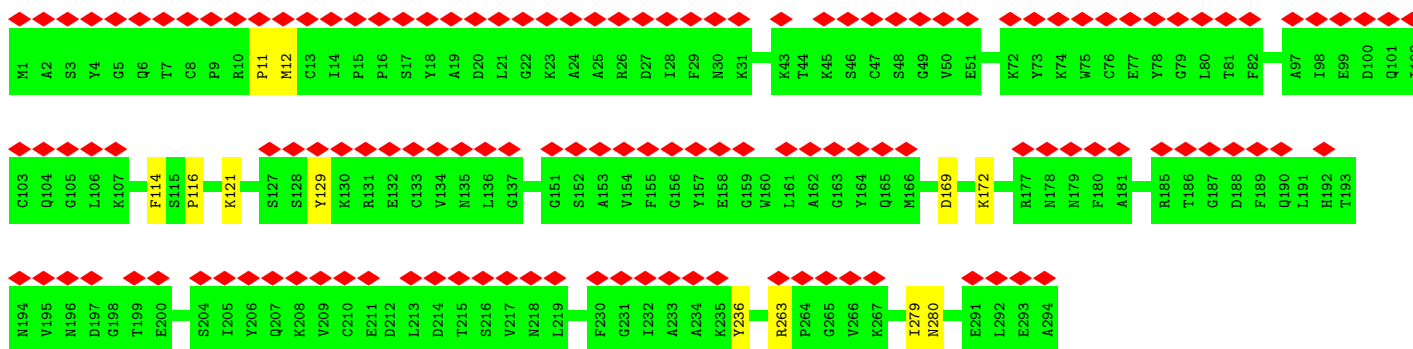 M1 A2 S3 Y4 G5 Q6 T7 C8 P9 R10 P11 M12 C13 I14 P15 P16 S17 Y18 A19 D20 L21 G22 K23 A24 A25 R26 D27 I28 F29 N30 K31 K43 T44 K45 S46 C47 S48 G49 V50 E51 K72 Y73 K74 W75 C76 E77 Y78 G79 L80 T81 F82 A97 I98 E99 D100 Q101
C103 Q104 G105 L106 K107 F114 S115 P116 K121 S127 S128 Y129 K130 R131 E132 C133 V134 N135 L136 G137 G151 S152 A153 V154 F155 G156 Y157 E158 G159 W160 L161 A162 G163 Y164 Q165 M166 D169 K172 R177 N178 N179 F180 A181 R185 T186 G187 D188 F189 Q190 L191 H192 T193
N194 V195 N196 D197 G198 T199 E200 S204 I205 Y206 Q207 K208 V209 C210 E211 D212 L213 D214 T215 S216 V217 N218 L219 F230 G231 I232 A233 A234 K235 Y236 R263 P264 G265 V266 K267 I279 N280 E291 L292 E293 A294